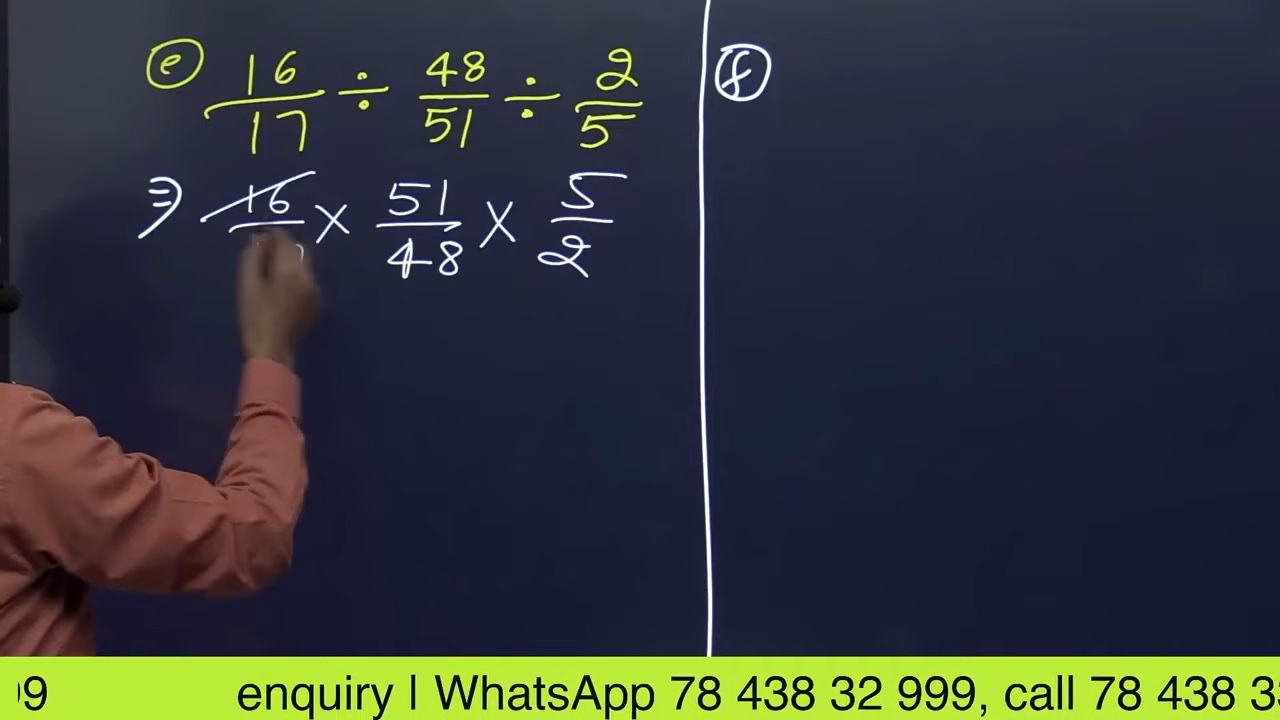 (e) 16/17 ÷ 48/51 ÷ 2/5
⇒ 16/ × 51/48 × 5/2
(f)
99 enquiry | WhatsApp 78 438 32 999, call 78 438 3